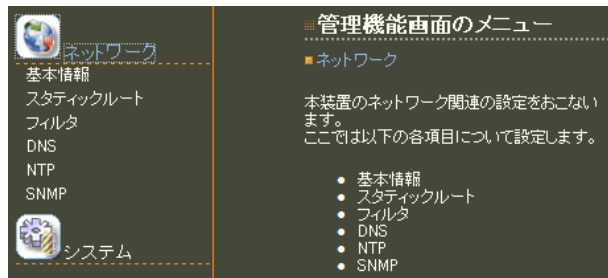 ネットワーク
基本情報
スタティックルート
フィルタ
DNS
NTP
SNMP
システム
管理機能画面のメニュー
ネットワーク
本装置のネットワーク関連の設定をおこない
ます。
ここでは以下の各項目について設定します。
基本情報
スタティックルート
フィルタ
DNS
NTP
SNMP